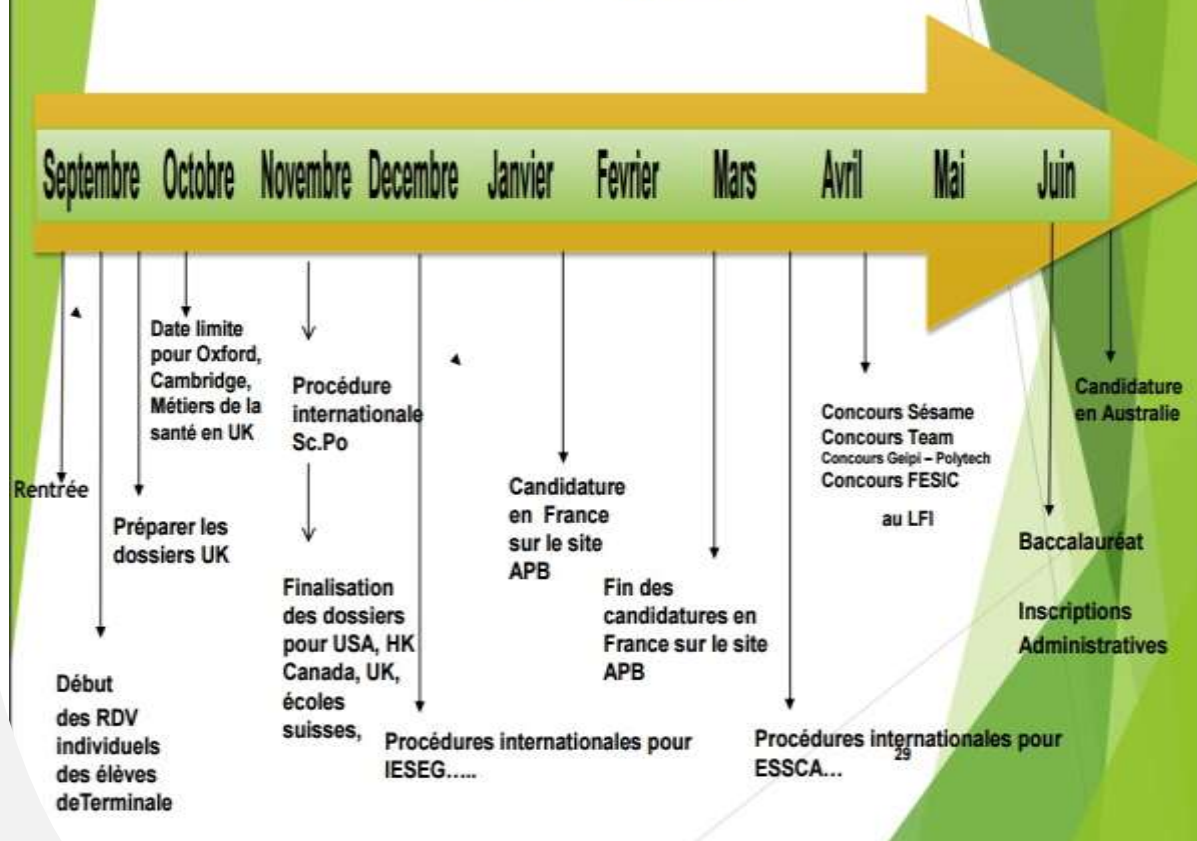 Septembre Octobre Novembre Decembre Janvier Fevrier Mars Avril Mai Juin
Rentrée
Début
des RDV
individuels
des élèves
deTerminale
Préparer les
dossiers UK
Date limite
pour Oxford,
Cambridge,
Métiers de la
santé en UK
Procédure
internationale
Sc.Po
Finalisation
des dossiers
pour USA, HK
Canada, UK,
écoles
suisses,
Procédures internationales pour
IESEG…..
Candidature
en France
sur le site
APB
Fin des
candidatures en
France sur le site
APB
Procédures internationales pour
ESSCA…
29
Concours Sésame
Concours Team
Concours Geipi – Polytech
Concours FESIC
au LFI
Baccalauréat
Inscriptions
Administratives
Candidature
en Australie